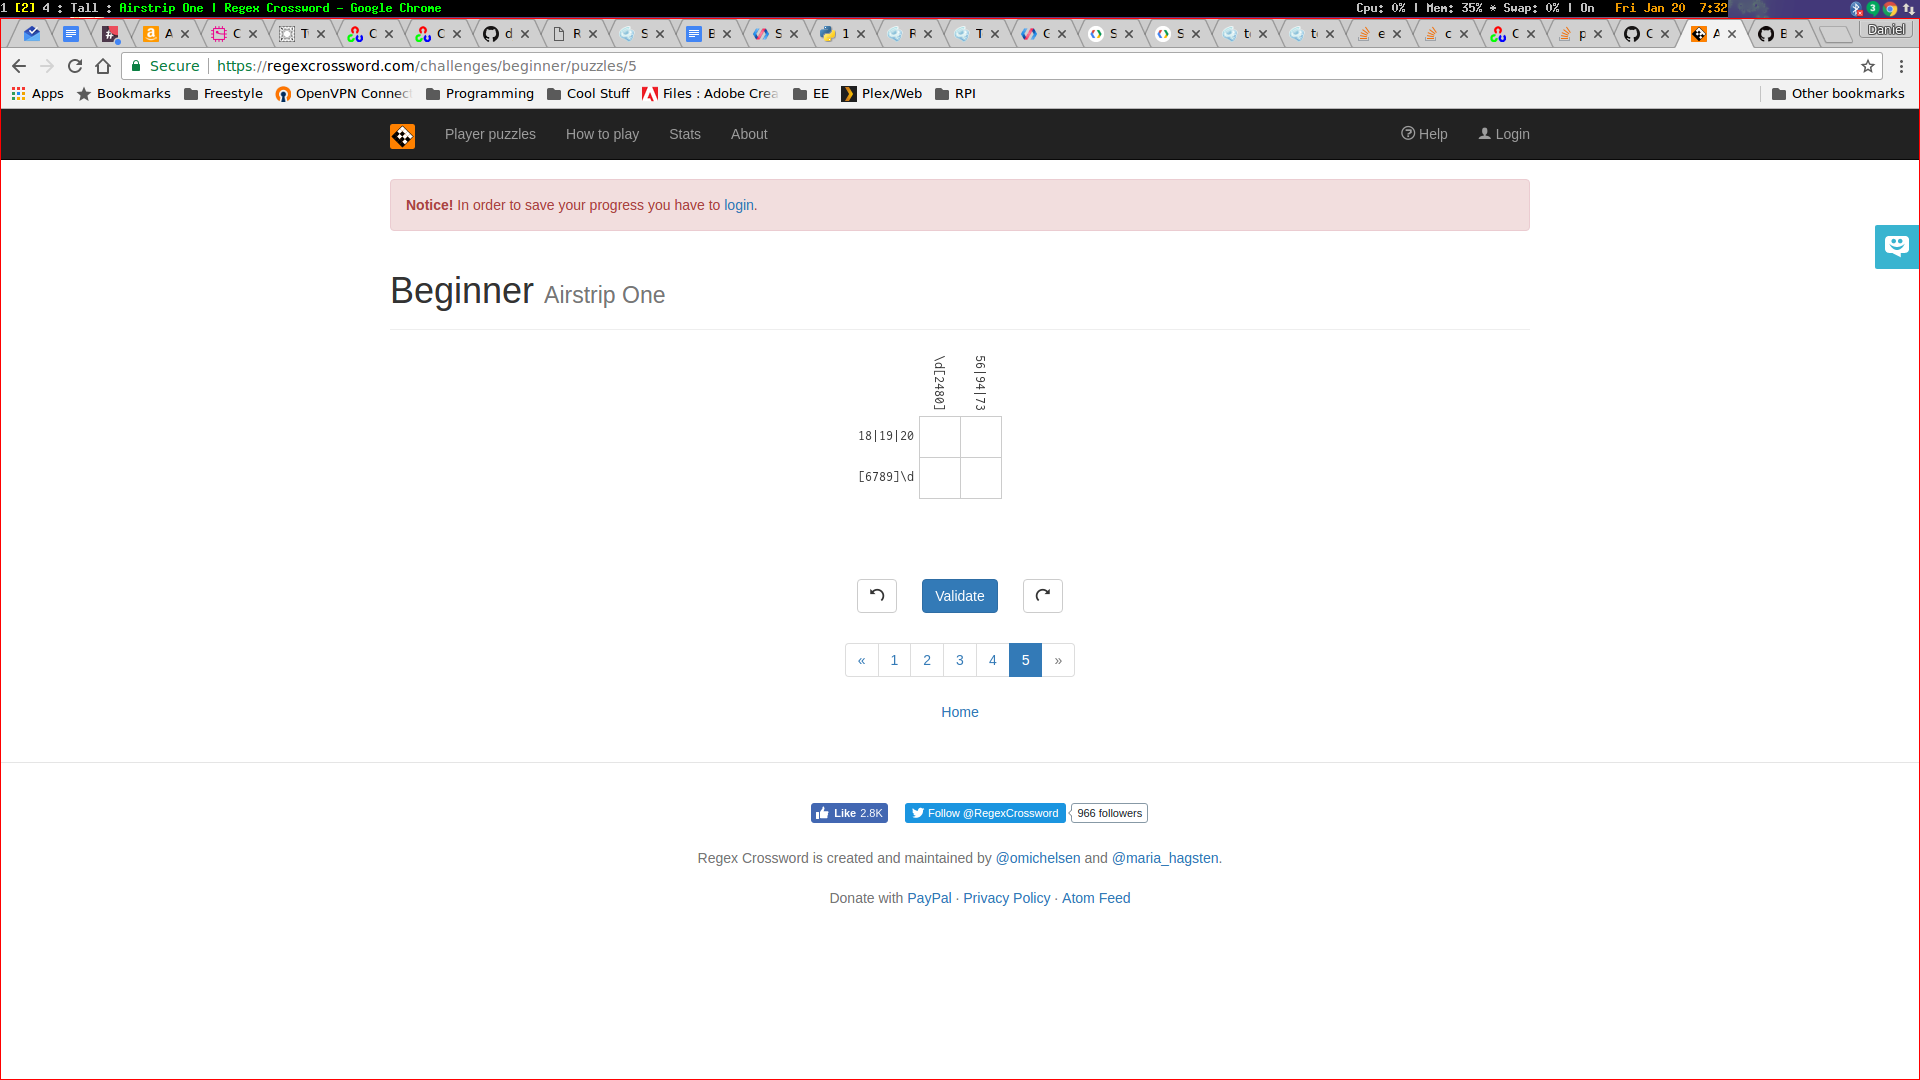 1 [2] 4 : Tall : Airstrip One | Regex Crossword - Google Chrome
Cpu: 0% | Mem: 35% * Swap: 0% | On Fri Jan 20 7:32
Daniel
Secure https://regexcrossword.com/challenges/beginner/puzzles/5
Apps Bookmarks Freestyle OpenVPN Connec Programming Cool Stuff Files : Adobe Crea EE Plex/Web RPI Other bookmarks
Player puzzles How to play Stats About Help Login
Notice! In order to save your progress you have to login.
Beginner Airstrip One
\d[2480]
56|94|73
18|19|20
[6789]\d
Validate
« 1 2 3 4 5 »
Home
Like 2.8K Follow @RegexCrossword 966 followers
Regex Crossword is created and maintained by @omichelsen and @maria_hagsten.
Donate with PayPal · Privacy Policy · Atom Feed